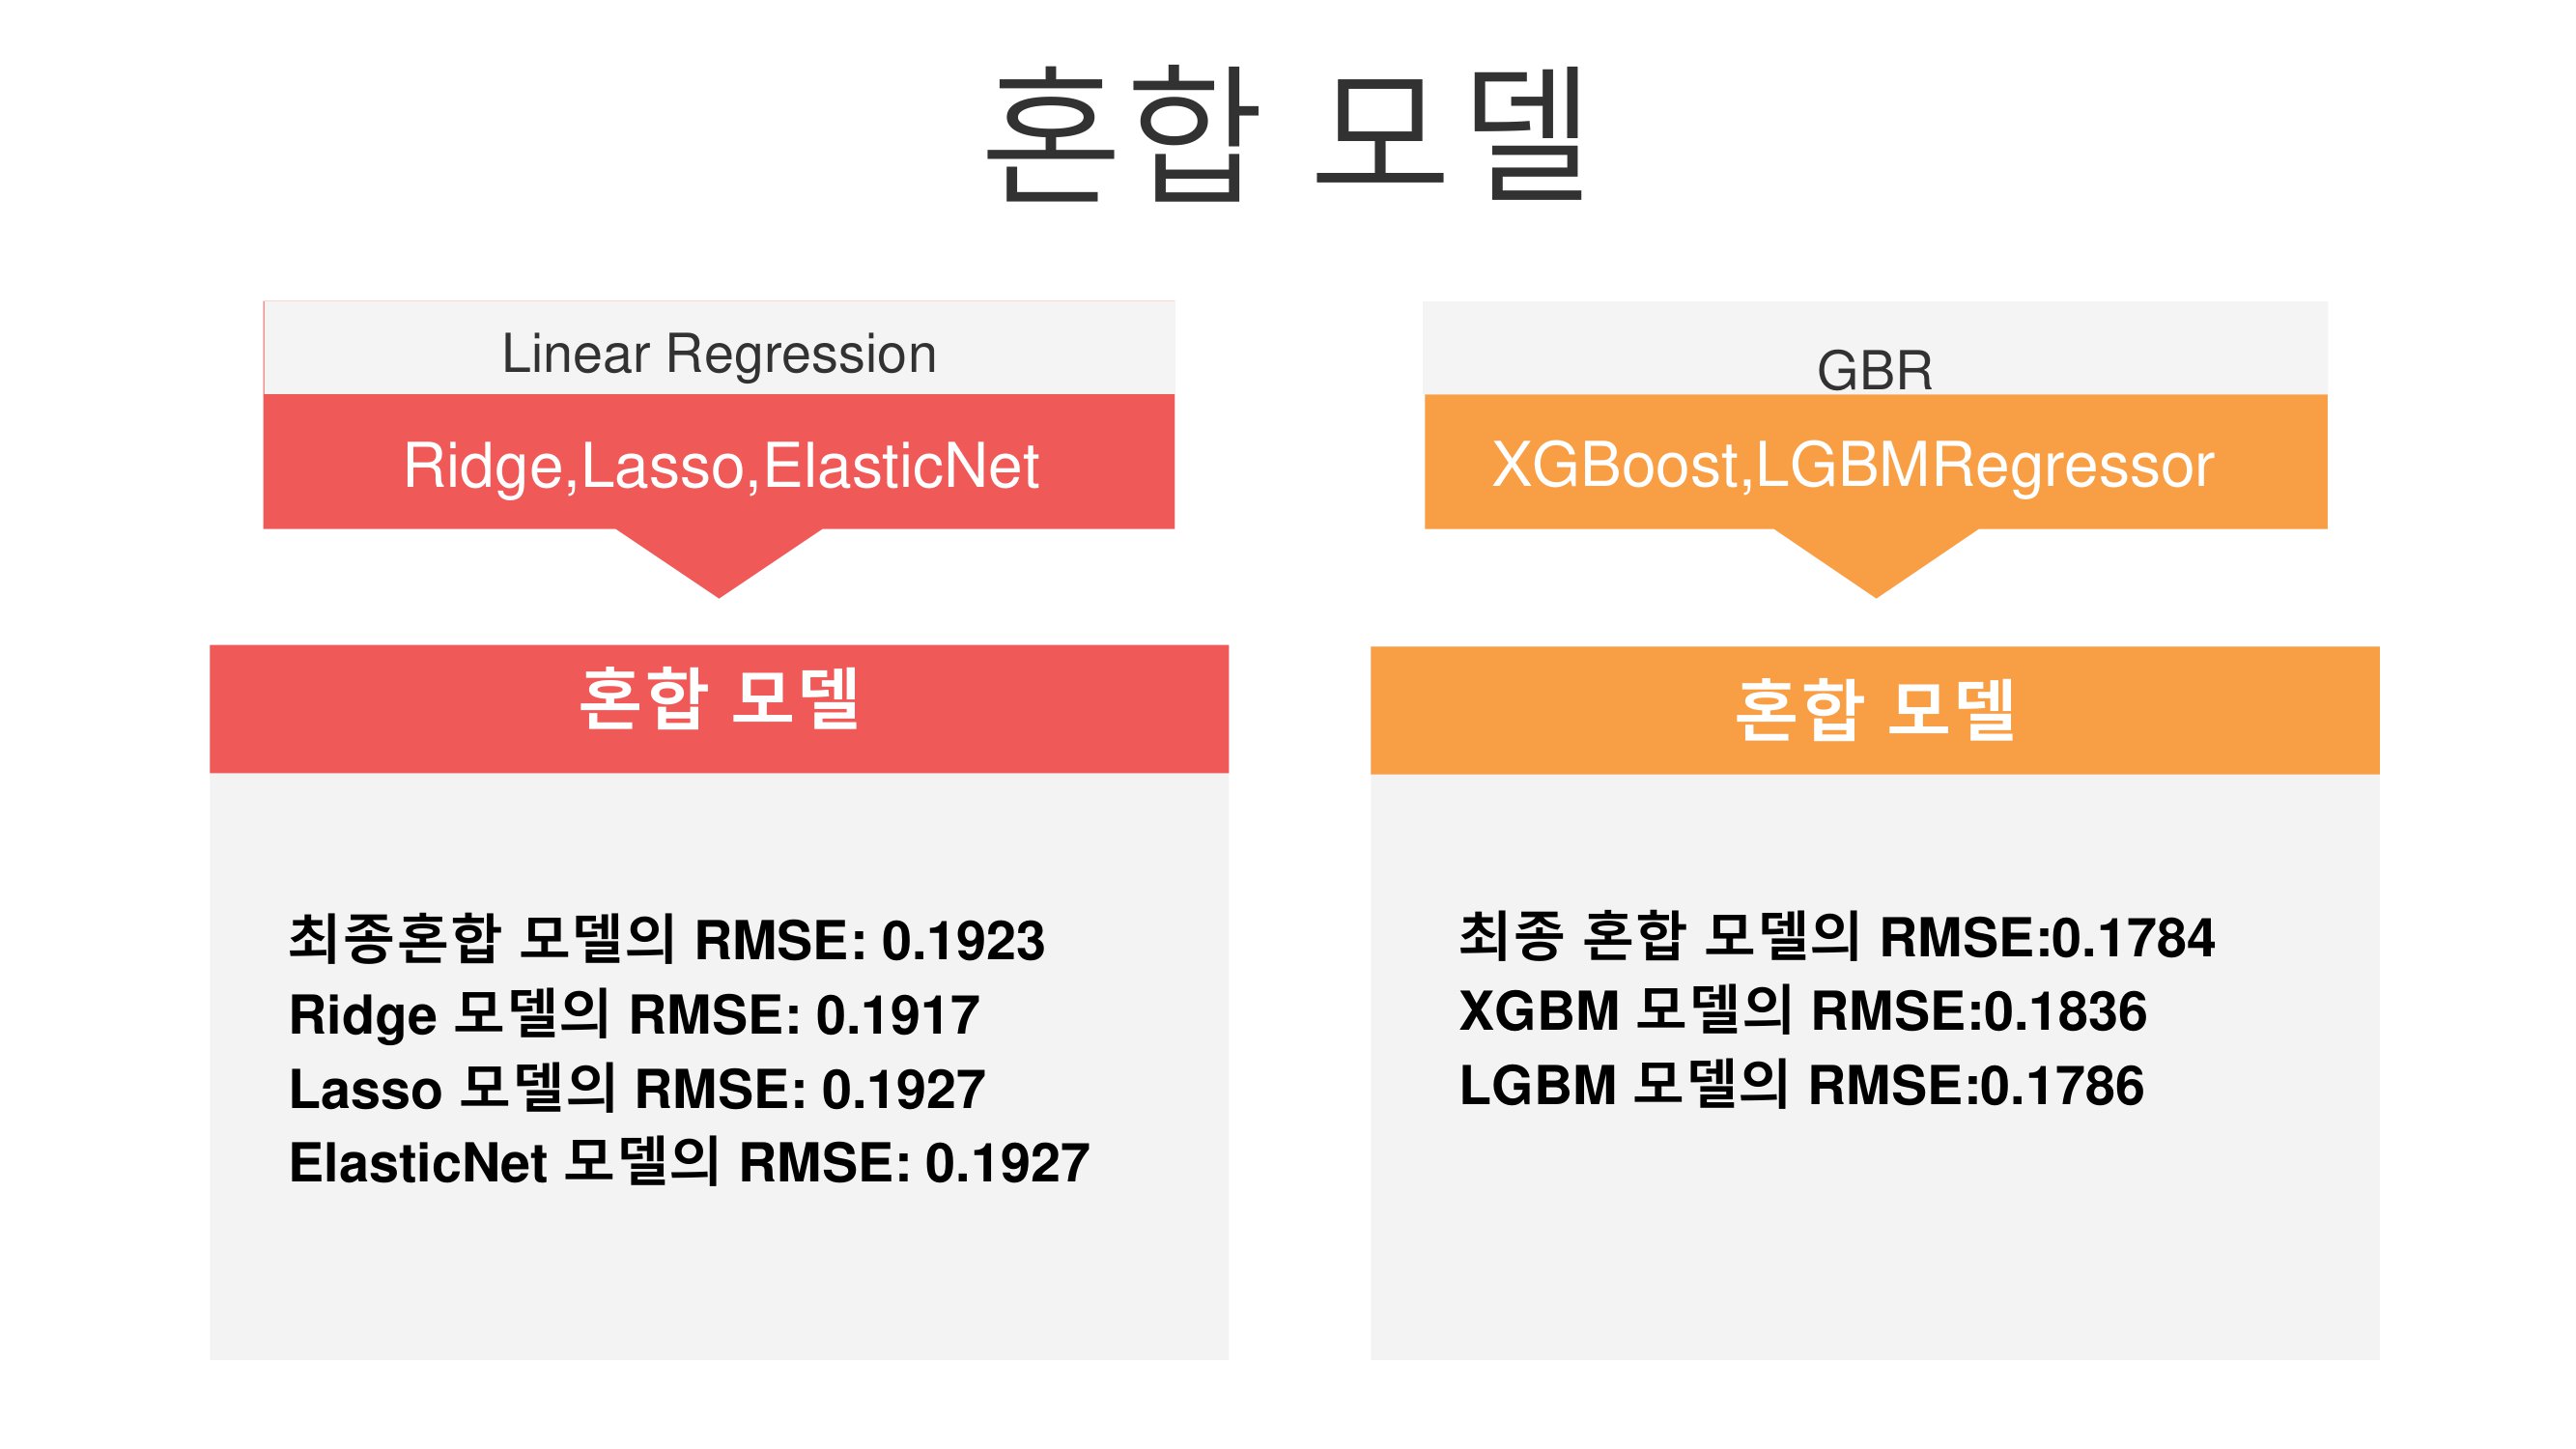 혼합 모델
Linear Regression
Ridge,Lasso,ElasticNet
혼합 모델
최종혼합 모델의 RMSE: 0.1923
Ridge 모델의 RMSE: 0.1917
Lasso 모델의 RMSE: 0.1927
ElasticNet 모델의 RMSE: 0.1927
GBR
XGBoost,LGBMRegressor
혼합 모델
최종 혼합 모델의 RMSE:0.1784
XGBM 모델의 RMSE:0.1836
LGBM 모델의 RMSE:0.1786